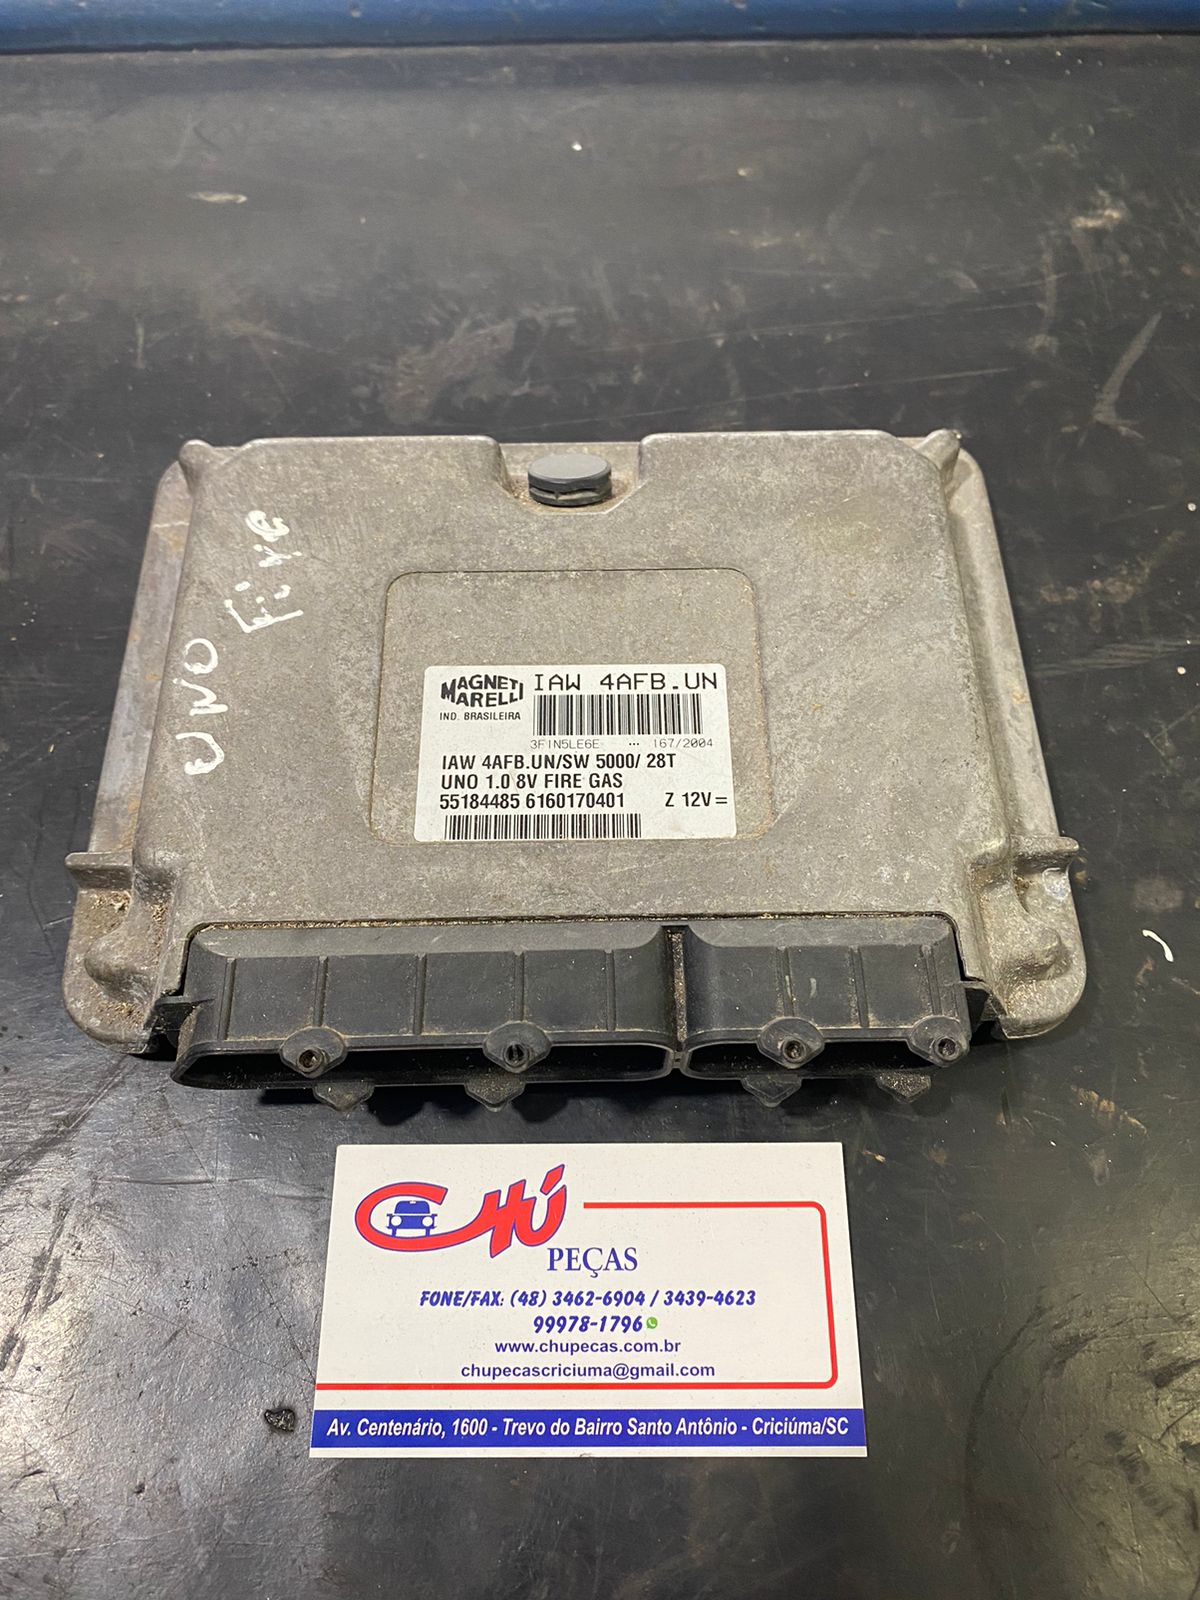 UNO
Fire
MAGNETI
MARELLI
IND. BRASILEIRA
IAW 4AFB.UN
3FIN5LE6E ... 167/2004
IAW 4AFB.UN/SW 5000/ 28T
UNO 1.0 8V FIRE GAS
55184485 6160170401 Z 12V=
CHÚ
PEÇAS
FONE/FAX: (48) 3462-6904 / 3439-4623
99978-1796
www.chupecas.com.br
chupecascriciuma@gmail.com
Av. Centenário, 1600 - Trevo do Bairro Santo Antônio - Criciúma/SC